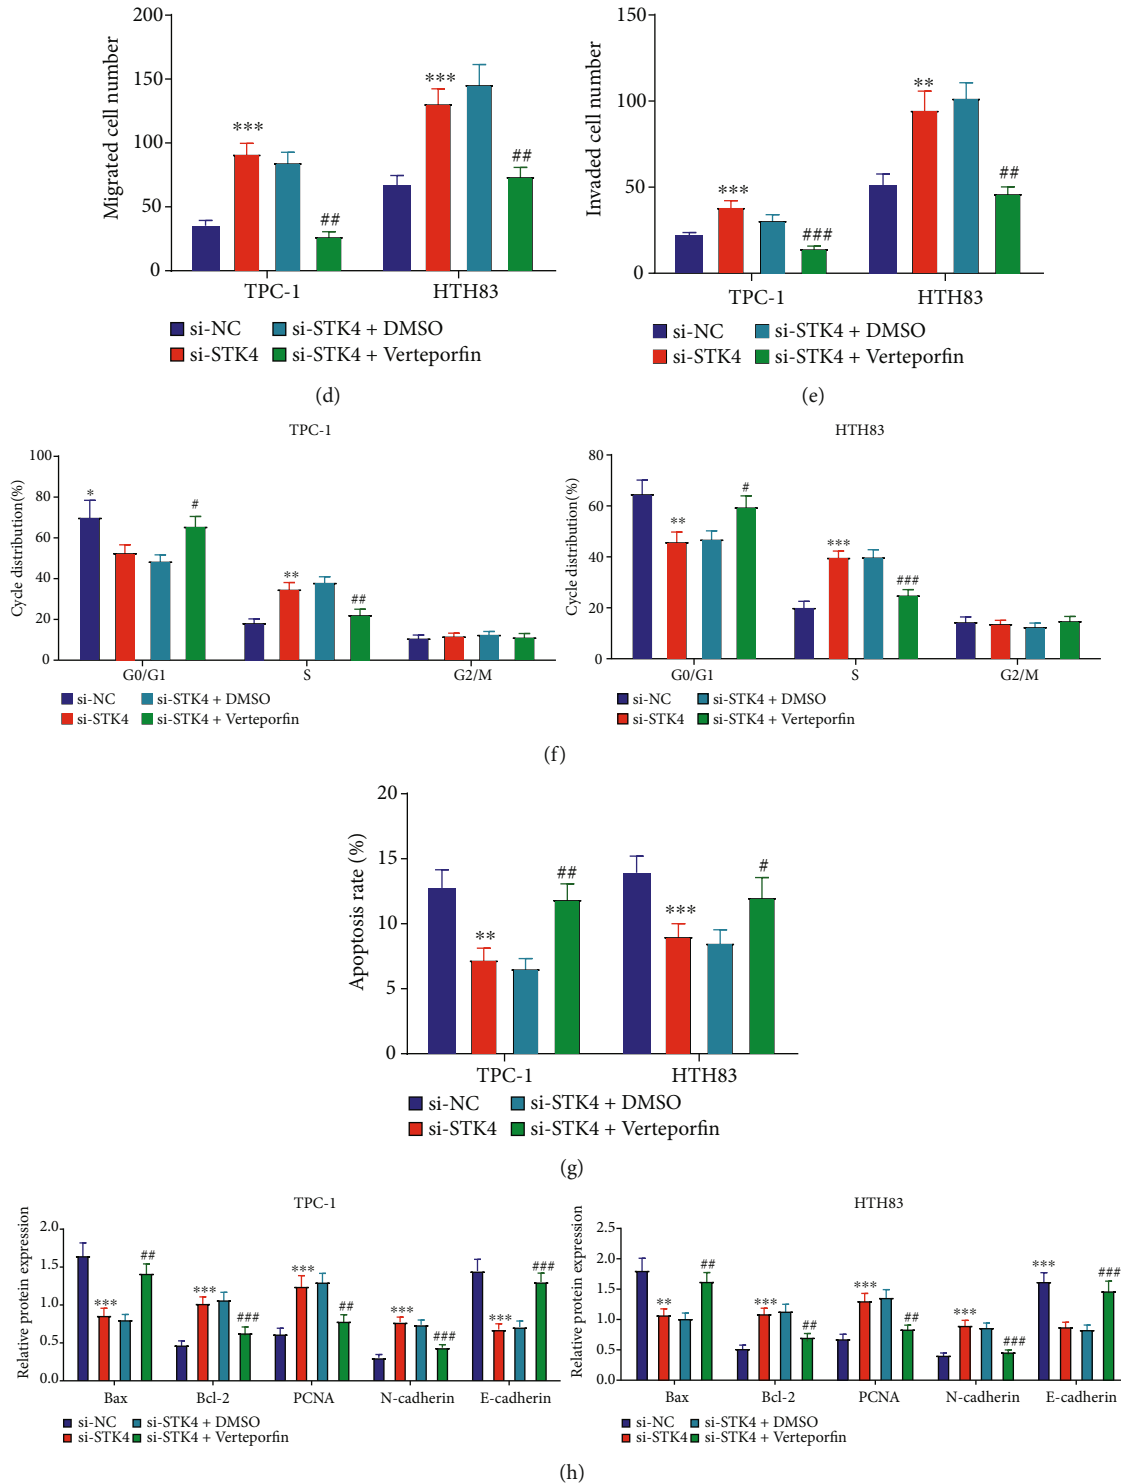 Migrated cell number
200
150
100
50
0
***
##
***
##
TPC-1
HTH83
si-NC
si-STK4 + DMSO
si-STK4
si-STK4 + Verteporfin
(d)
Invaded cell number
150
100
50
0
***
###
**
##
TPC-1
HTH83
si-NC
si-STK4 + DMSO
si-STK4
si-STK4 + Verteporfin
(e)
TPC-1
Cycle distribution(%)
100
80
60
40
20
0
*
#
**
##
G0/G1
S
G2/M
si-NC
si-STK4 + DMSO
si-STK4
si-STK4 + Verteporfin
HTH83
Cycle distribution(%)
80
60
40
20
0
**
#
***
###
G0/G1
S
G2/M
si-NC
si-STK4 + DMSO
si-STK4
si-STK4 + Verteporfin
(f)
Apoptosis rate (%)
20
15
10
5
0
**
##
***
#
TPC-1
HTH83
si-NC
si-STK4 + DMSO
si-STK4
si-STK4 + Verteporfin
(g)
TPC-1
Relative protein expression
2.0
1.5
1.0
0.5
0.0
***
##
***
###
***
##
***
###
***
###
Bax
Bcl-2
PCNA
N-cadherin
E-cadherin
si-NC
si-STK4 + DMSO
si-STK4
si-STK4 + Verteporfin
HTH83
Relative protein expression
2.5
2.0
1.5
1.0
0.5
0.0
**
##
***
##
***
##
***
###
***
###
Bax
Bcl-2
PCNA
N-cadherin
E-cadherin
si-NC
si-STK4 + DMSO
si-STK4
si-STK4 + Verteporfin
(h)